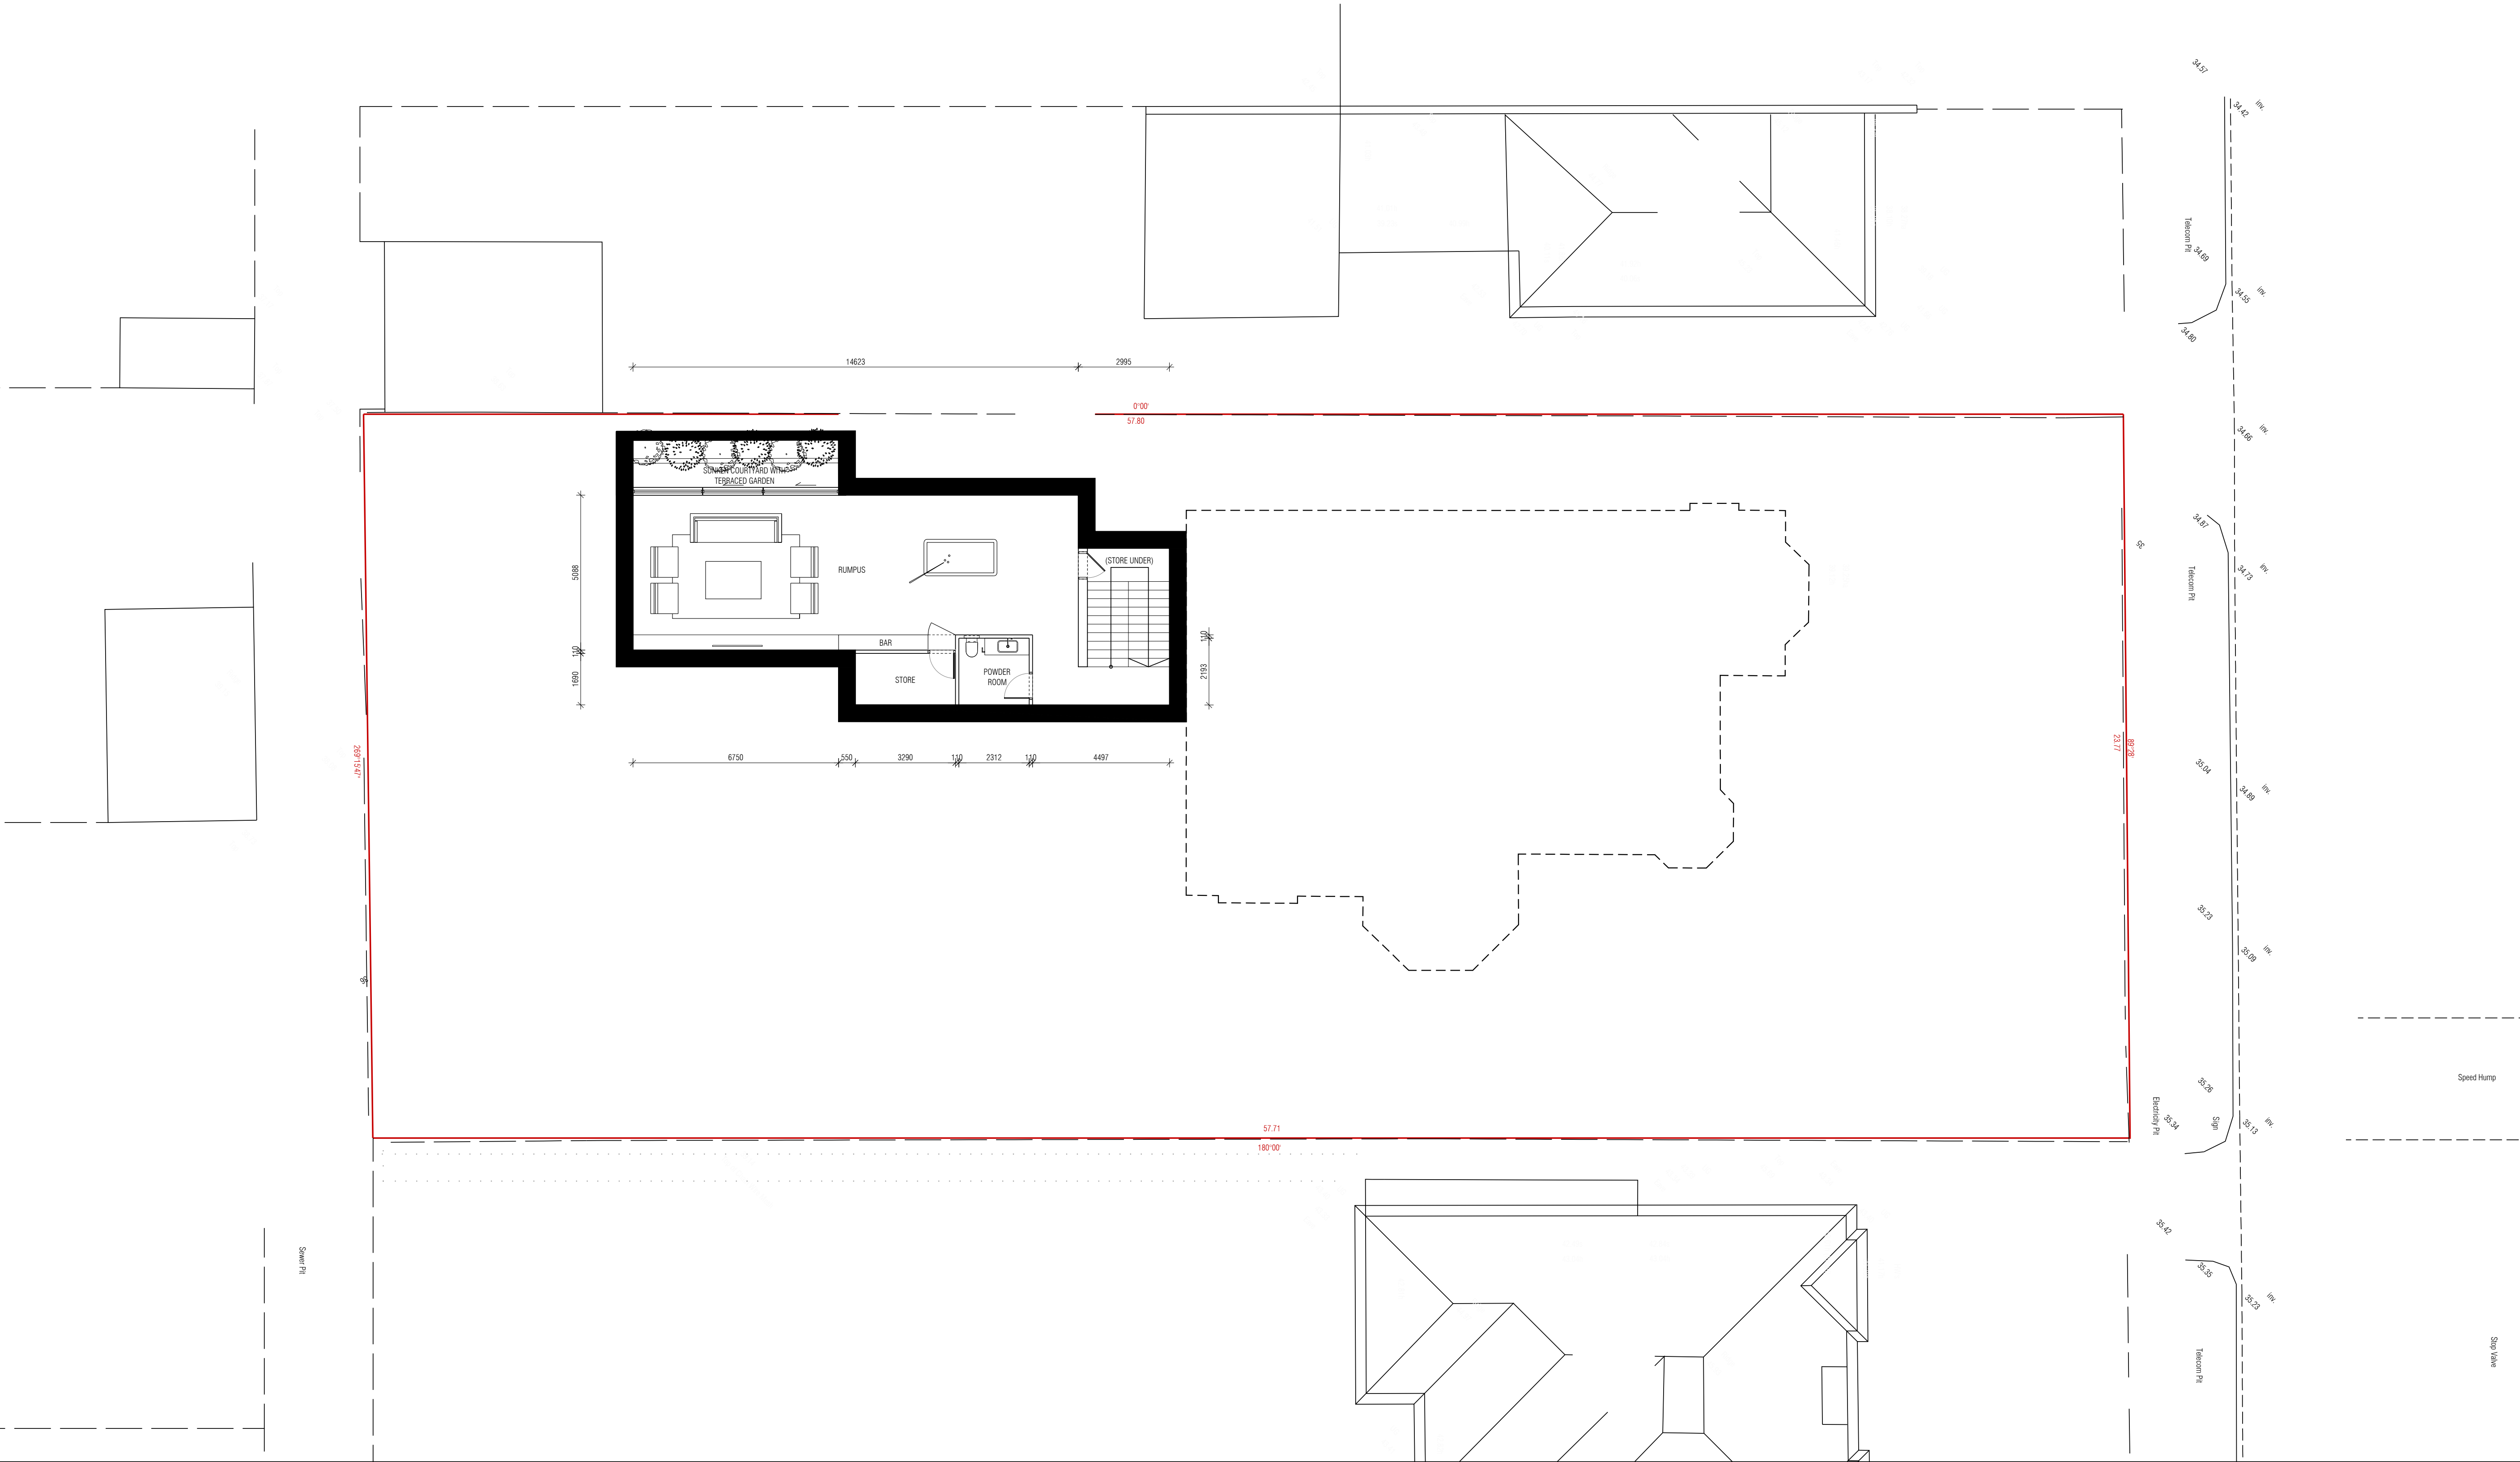 34.57
34.42
inv.
Telecom Pit
34.69
34.55
inv.
34.80
14623
2995
0°00'
57.80
34.66
inv.
SUNKEN COURTYARD WITH
TERRACED GARDEN
34.87
35
(STORE UNDER)
RUMPUS
5088
Telecom Pit
34.73
inv.
110
BAR
110
1690
STORE
POWDER
ROOM
2193
269°15'47"
6750
550
3290
110
2312
110
4497
23.77
89°28'
35.04
34.89
inv.
35.23
35.09
inv.
Speed Hump
35.26
Electricity Pit
35.34
Sign
35.13
inv.
57.71
180°00'
35.42
Sewer Pit
35.35
35.23
inv.
Telecom Pit
Stop Valve